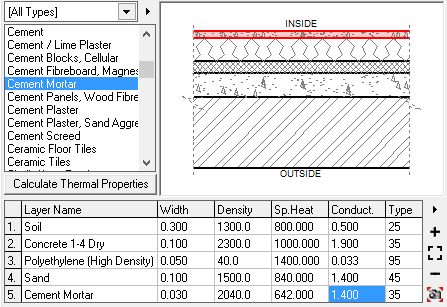 [All Types]
Cement
Cement / Lime Plaster
Cement Blocks, Cellular
Cement Fibreboard, Magnes
Cement Mortar
Cement Panels, Wood Fibre
Cement Plaster
Cement Plaster, Sand Aggre
Cement Screed
Ceramic Floor Tiles
Ceramic Tiles
Calculate Thermal Properties
INSIDE
OUTSIDE
Layer Name Width Density Sp.Heat Conduct. Type
1. Soil 0.300 1300.0 800.000 0.500 25
2. Concrete 1-4 Dry 0.100 2300.0 1000.000 1.900 35
3. Polyethylene (High Density) 0.050 40.0 1400.000 0.033 95
4. Sand 0.100 1500.0 840.000 1.400 45
5. Cement Mortar 0.030 2040.0 642.000 1.400 35